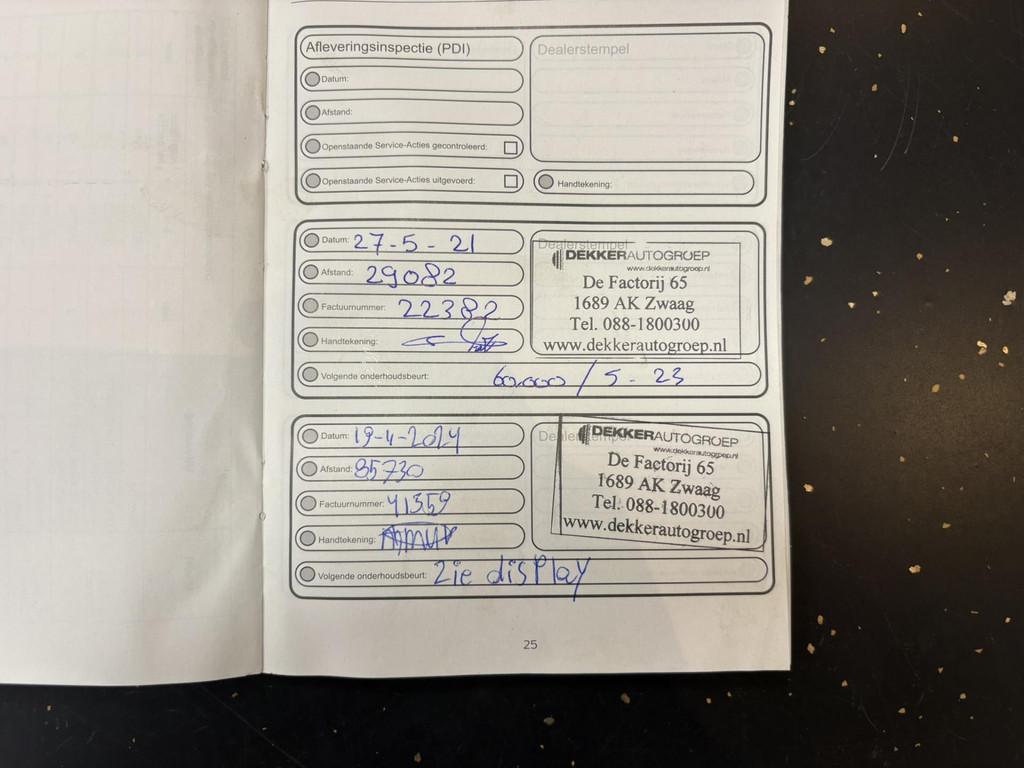 Afleveringsinspectie (PDI)
Dealerstempel
Datum:
Afstand:
Openstaande Service-Acties gecontroleerd:
Openstaande Service-Acties uitgevoerd:
Handtekening:
Datum: 27-5-21
Afstand: 29082
Factuurnummer: 22382
Handtekening:
Volgende onderhoudsbeurt: 60.000 / 5-23
Dealerstempel
DEKKERAUTOGROEP
www.dekkerautogroep.nl
De Factorij 65
1689 AK Zwaag
Tel. 088-1800300
www.dekkerautogroep.nl
Datum: 19-4-2024
Afstand: 85730
Factuurnummer: 41359
Handtekening:
Volgende onderhoudsbeurt: Zie display
Dealerstempel
DEKKERAUTOGROEP
www.dekkerautogroep.nl
De Factorij 65
1689 AK Zwaag
Tel. 088-1800300
www.dekkerautogroep.nl
25